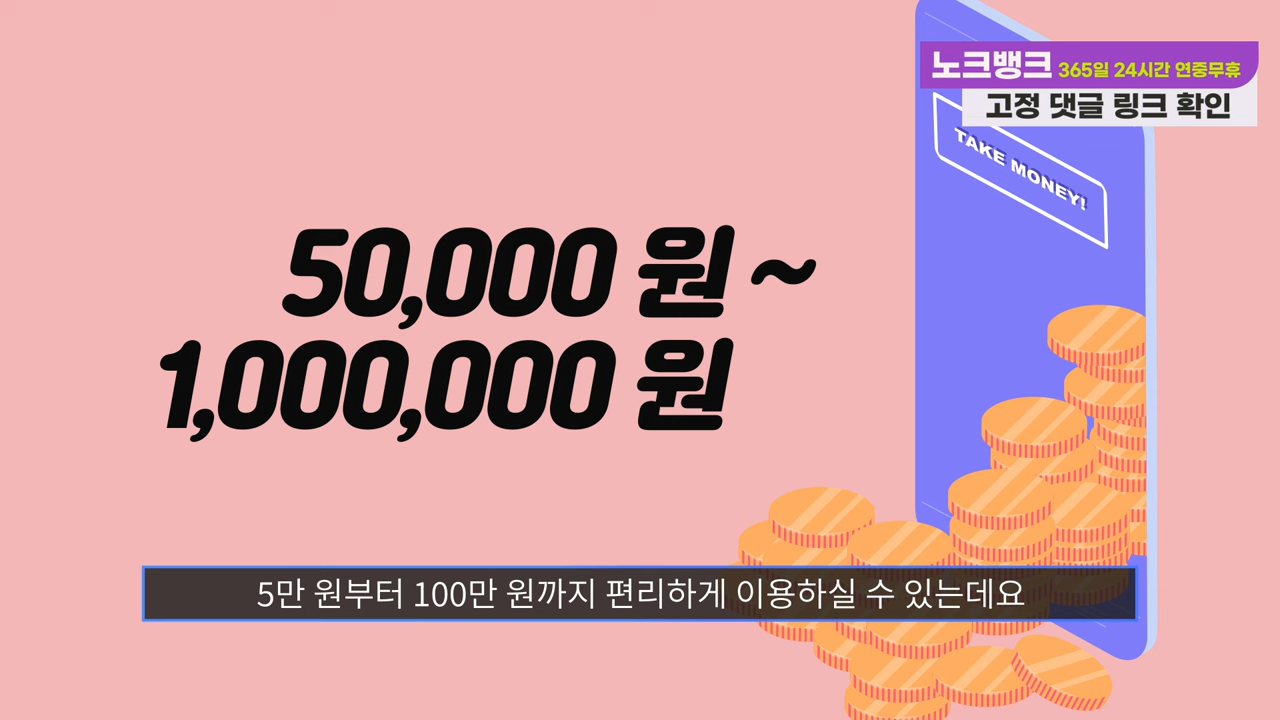 노크뱅크 365일 24시간 연중무휴
고정 댓글 링크 확인
TAKE MONEY!
50,000 원 ~
1,000,000 원
5만 원부터 100만 원까지 편리하게 이용하실 수 있는데요